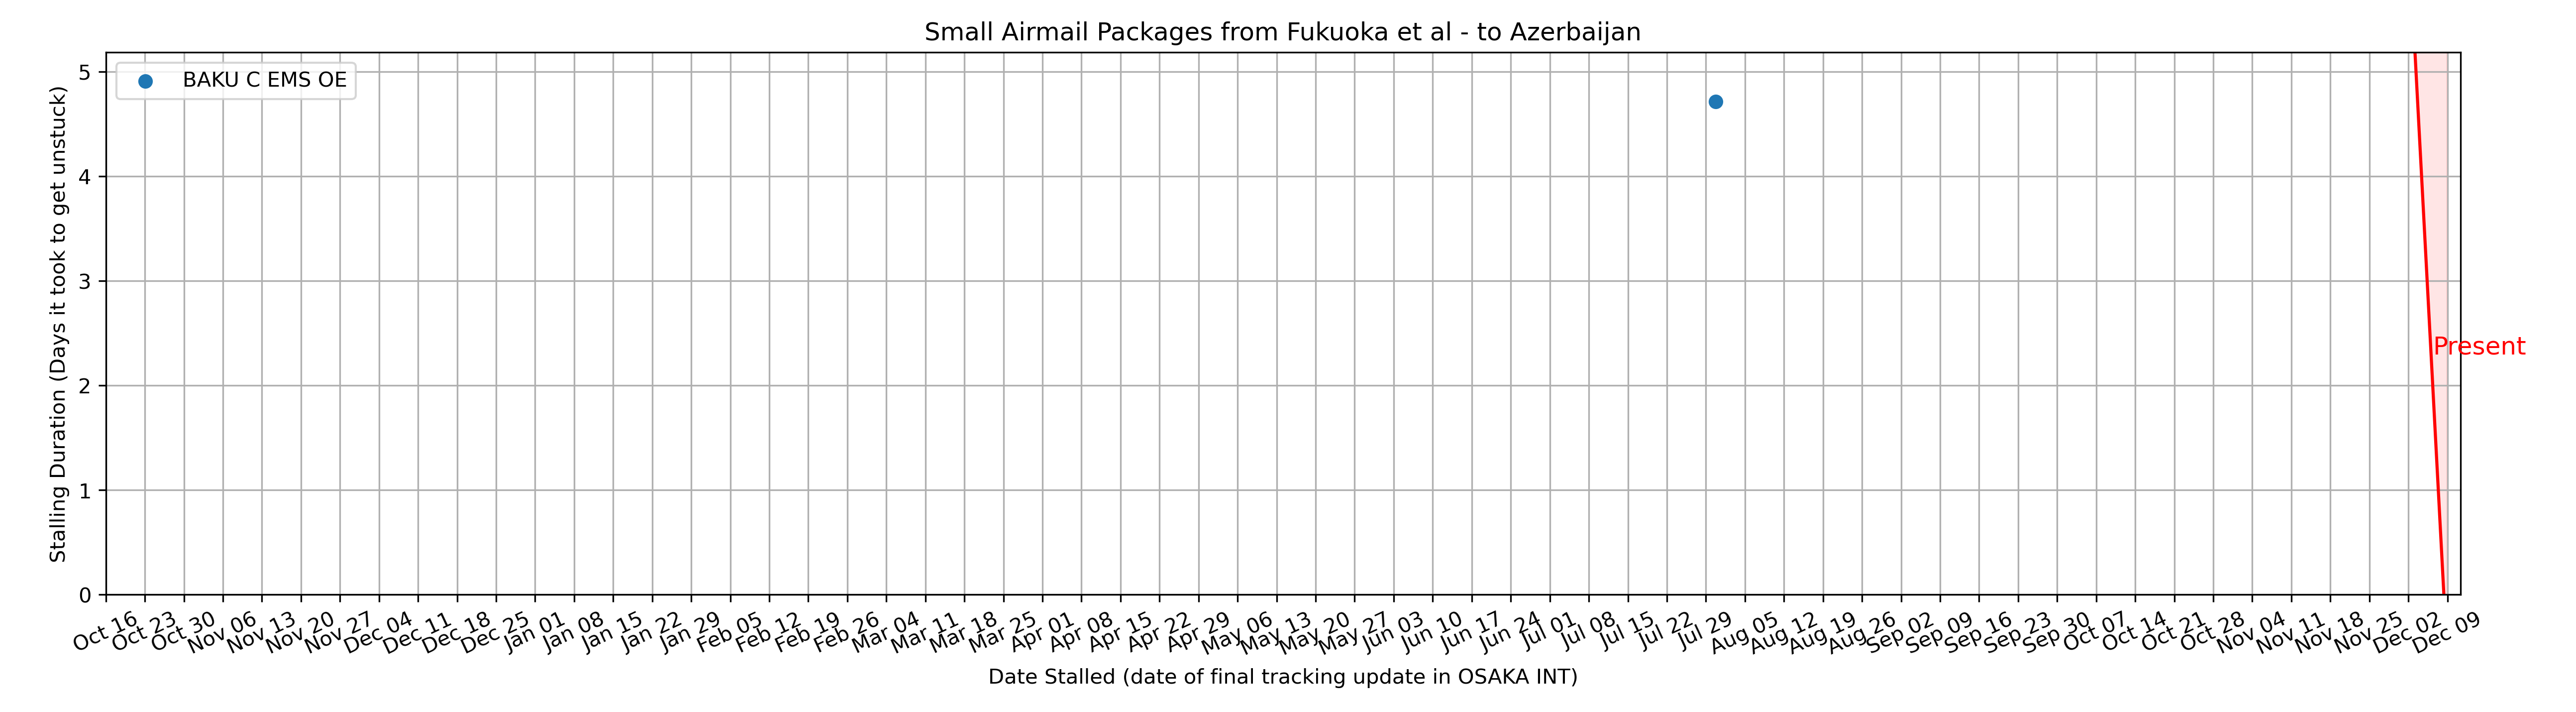 Small Airmail Packages from Fukuoka et al - to Azerbaijan
BAKU C EMS OE
Stalling Duration (Days it took to get unstuck)
5
4
3
2
1
0
Present
Oct 16 Oct 23 Oct 30 Nov 06 Nov 13 Nov 20 Nov 27 Dec 04 Dec 11 Dec 18 Dec 25 Jan 01 Jan 08 Jan 15 Jan 22 Jan 29 Feb 05 Feb 12 Feb 19 Feb 26 Mar 04 Mar 11 Mar 18 Mar 25 Apr 01 Apr 08 Apr 15 Apr 22 Apr 29 May 06 May 13 May 20 May 27 Jun 03 Jun 10 Jun 17 Jun 24 Jul 01 Jul 08 Jul 15 Jul 22 Jul 29 Aug 05 Aug 12 Aug 19 Aug 26 Sep 02 Sep 09 Sep 16 Sep 23 Sep 30 Oct 07 Oct 14 Oct 21 Oct 28 Nov 04 Nov 11 Nov 18 Nov 25 Dec 02 Dec 09
Date Stalled (date of final tracking update in OSAKA INT)